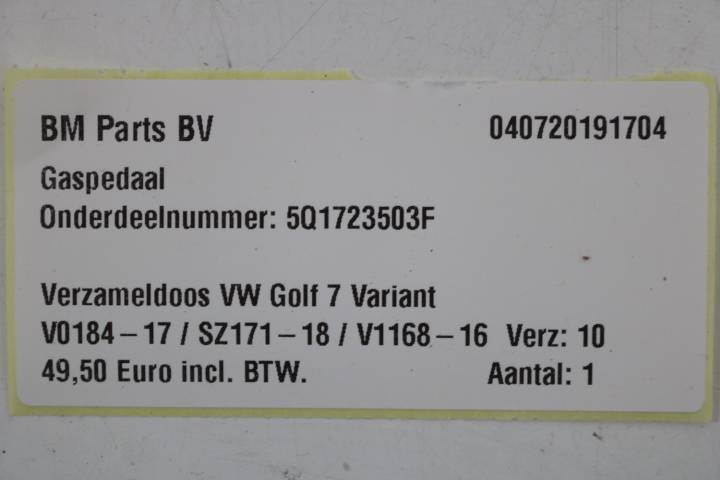 BM Parts BV 040720191704
Gaspedaal
Onderdeelnummer: 5Q1723503F
Verzameldoos VW Golf 7 Variant
V0184-17 / SZ171-18 / V1168-16 Verz: 10
49,50 Euro incl. BTW. Aantal: 1